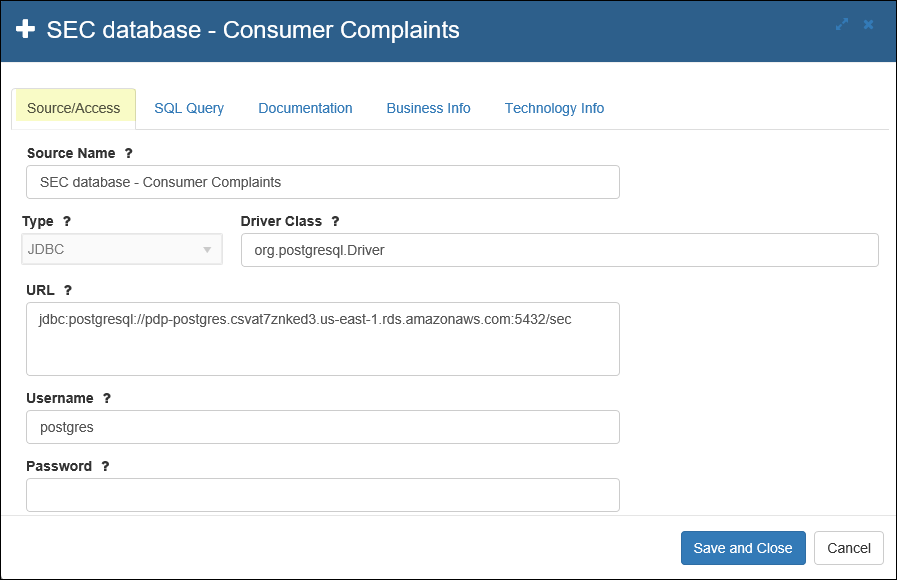 SEC database - Consumer Complaints
Source/Access SQL Query Documentation Business Info Technology Info
Source Name ?
SEC database - Consumer Complaints
Type ? Driver Class ?
JDBC org.postgresql.Driver
URL ?
jdbc:postgresql://pdp-postgres.csvat7znked3.us-east-1.rds.amazonaws.com:5432/sec
Username ?
postgres
Password ?
Save and Close Cancel